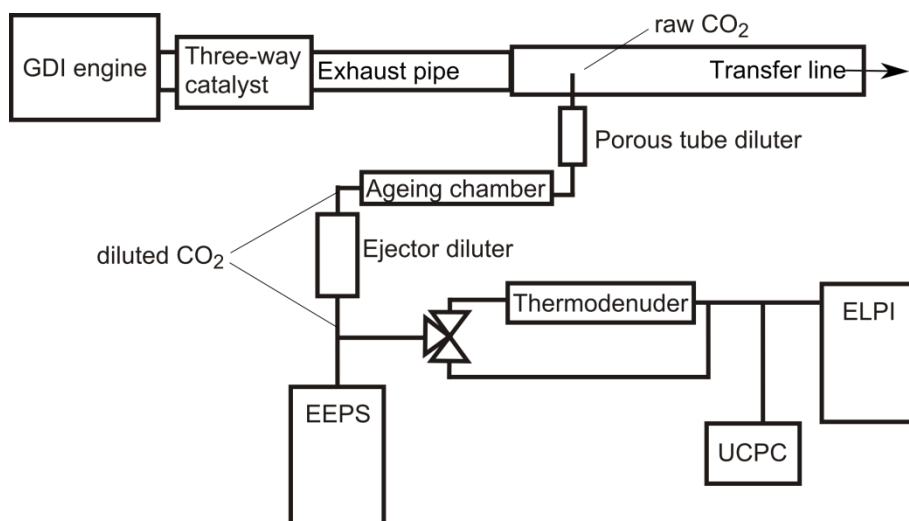 raw CO₂
GDI engine
Three-way
catalyst
Exhaust pipe
Transfer line
Porous tube diluter
Ageing chamber
diluted CO₂
Ejector diluter
Thermodenuder
ELPI
EEPS
UCPC